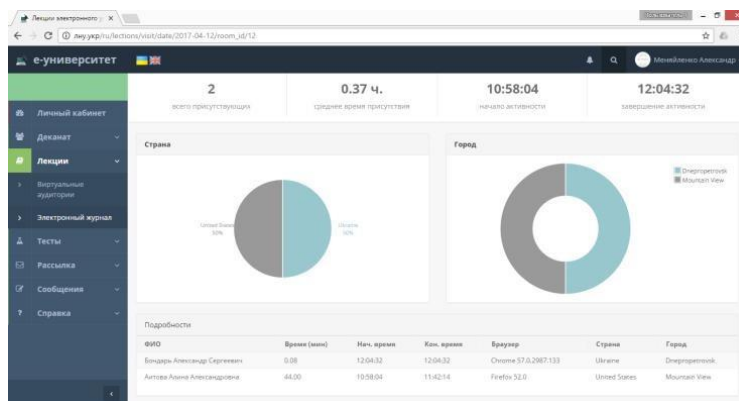 Лекции электронного у
лну.укр/ru/lections/visit/date/2017-04-12/room_id/12
е-университет
Менейленко Александр
2
всего присутствующих
0.37 ч.
среднее время присутствия
10:58:04
начало активности
12:04:32
завершение активности
Личный кабинет
Деканат
Лекции
Виртуальные
аудитории
Электронный журнал
Тесты
Рассылка
Сообщения
Справка
Страна
United States
50%
Ukraine
50%
Город
Dnepropetrovsk
Mountain View
Подробности
ФИО Время (мин) Нач. время Кон. время Браузер Страна Город
Бондарь Александр Сергеевич 0.08 12:04:32 12:04:32 Chrome 57.0.2987.133 Ukraine Dnepropetrovsk
Антова Алина Александровна 44.00 10:58:04 11:42:14 Firefox 52.0 United States Mountain View